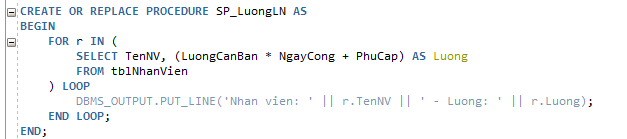 CREATE OR REPLACE PROCEDURE SP_LuongLN AS
BEGIN
    FOR r IN (
        SELECT TenNV, (LuongCanBan * NgayCong + PhuCap) AS Luong
        FROM tblNhanVien
    ) LOOP
        DBMS_OUTPUT.PUT_LINE('Nhan vien: ' || r.TenNV || ' - Luong: ' || r.Luong);
    END LOOP;
END;